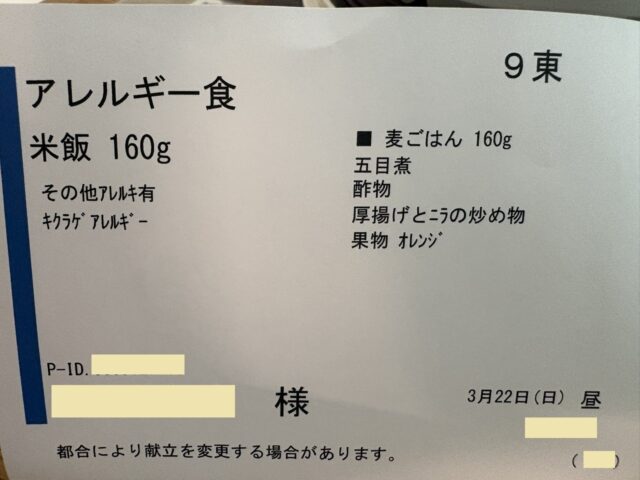 9東
アレルギー食
米飯 160g
その他ｱﾚﾙｷ有
ｷｸﾗｹﾞｱﾚﾙｷﾞｰ
■ 麦ごはん 160g
五目煮
酢物
厚揚げとﾆﾗの炒め物
果物 ｵﾚﾝｼﾞ
P-ID.
様
3月22日(日) 昼
( )
都合により献立を変更する場合があります。